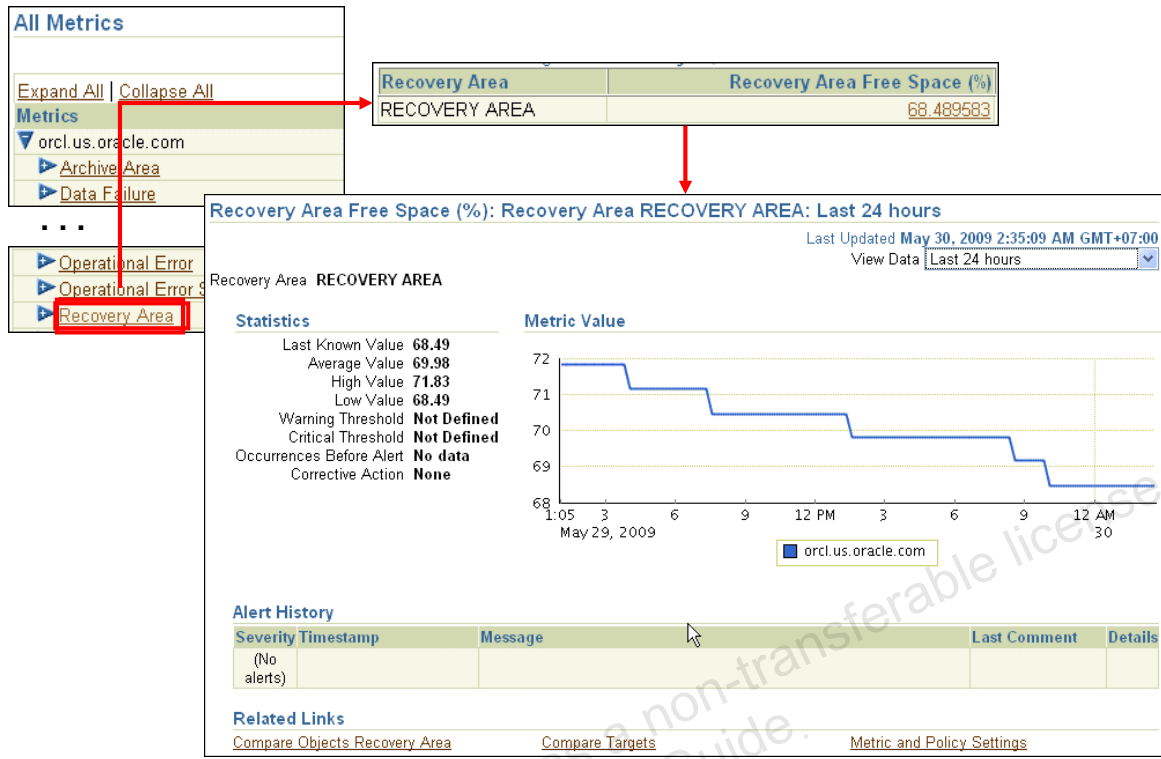 All Metrics
Expand All | Collapse All
Metrics
orcl.us.oracle.com
Archive Area
Data Failure
...
Operational Error
Operational Error S
Recovery Area
Recovery Area Recovery Area Free Space (%)
RECOVERY AREA 68.489583
Recovery Area Free Space (%): Recovery Area RECOVERY AREA: Last 24 hours
Last Updated May 30, 2009 2:35:09 AM GMT+07:00
View Data Last 24 hours
Recovery Area RECOVERY AREA
Statistics
Last Known Value 68.49
Average Value 69.98
High Value 71.83
Low Value 68.49
Warning Threshold Not Defined
Critical Threshold Not Defined
Occurrences Before Alert No data
Corrective Action None
Metric Value
72
71
70
69
68
1:05 3 6 9 12 PM 3 6 9 12 AM
May 29, 2009 30
orcl.us.oracle.com
Alert History
Severity Timestamp Message Last Comment Details
(No alerts)
Related Links
Compare Objects Recovery Area Compare Targets Metric and Policy Settings
a non-transferable license
Guide.